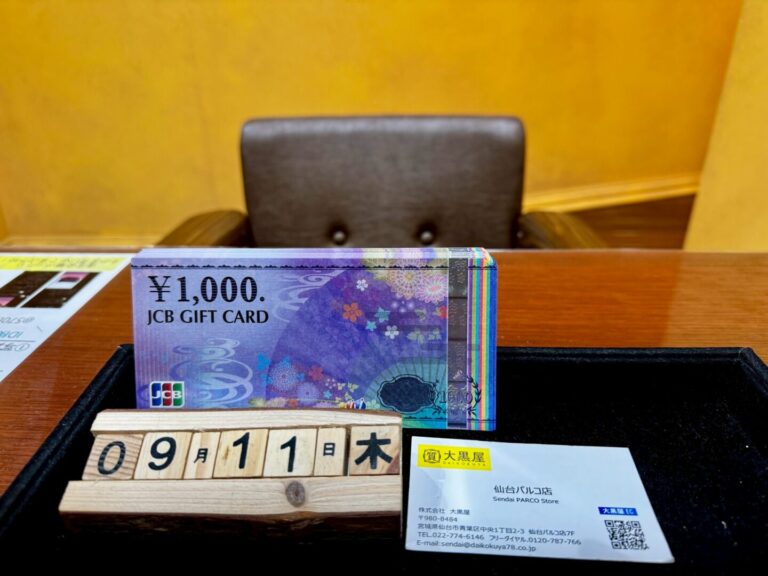 ¥1,000.
JCB GIFT CARD
JCB
09月11日木
質 大黒屋
DAIKOKUYA
仙台パルコ店
Sendai PARCO Store
大黒屋 EC
株式会社 大黒屋
〒980-8484
宮城県仙台市青葉区中央1丁目2-3 仙台パルコ店7F
TEL.022-774-6146 フリーダイヤル.0120-787-766
E-mail:sendai@daikokuya78.co.jp